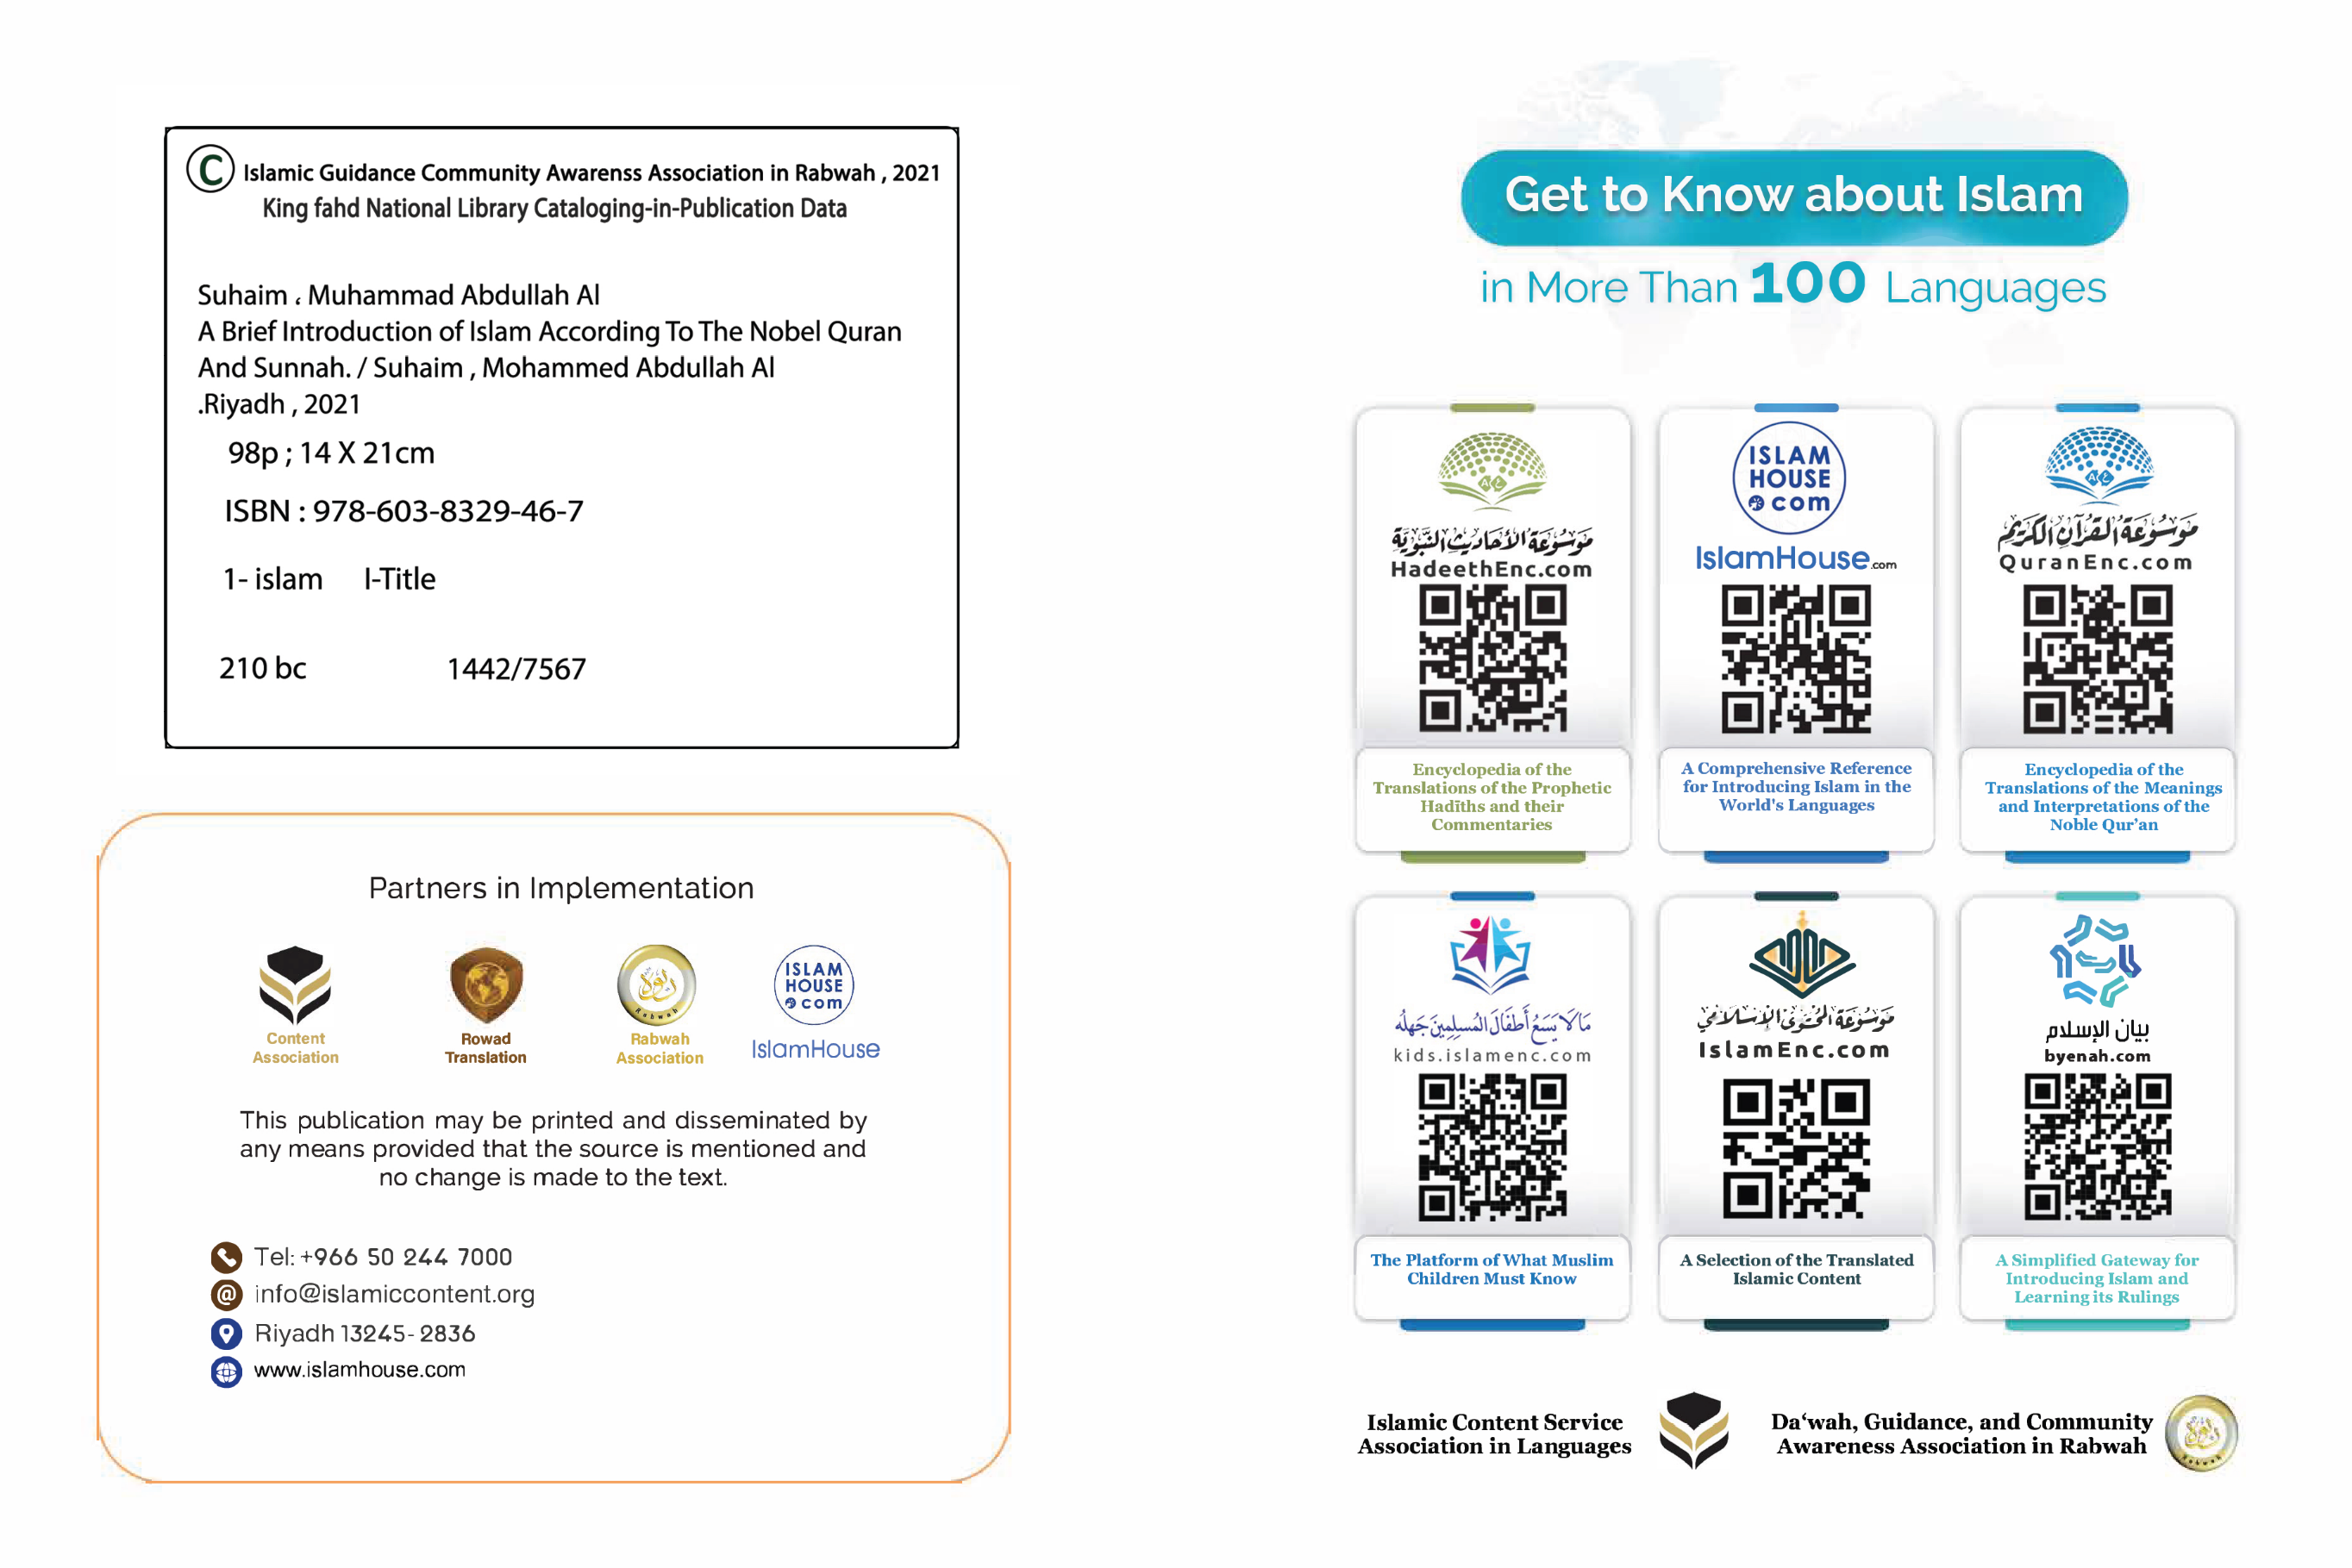 C Islamic Guidance Community Awarenss Association in Rabwah , 2021
King fahd National Library Cataloging-in-Publication Data
Suhaim ، Muhammad Abdullah Al
A Brief Introduction of Islam According To The Nobel Quran
And Sunnah. / Suhaim , Mohammed Abdullah Al
.Riyadh , 2021
98p ; 14 X 21cm
ISBN : 978-603-8329-46-7
1- islam I-Title
210 bc 1442/7567
Partners in Implementation
Content
Association
Rowad
Translation
Rabwah
Rabwah
Association
ISLAM
HOUSE
com
IslamHouse
This publication may be printed and disseminated by
any means provided that the source is mentioned and
no change is made to the text.
Tel: +966 50 244 7000
info@islamiccontent.org
Riyadh 13245- 2836
www.islamhouse.com
Get to Know about Islam
in More Than 100 Languages
موسوعة الأحاديث النبوية
HadeethEnc.com
Encyclopedia of the
Translations of the Prophetic
Hadīths and their
Commentaries
ISLAM
HOUSE
com
IslamHouse.com
A Comprehensive Reference
for Introducing Islam in the
World's Languages
موسوعة القرآن الكريم
QuranEnc.com
Encyclopedia of the
Translations of the Meanings
and Interpretations of the
Noble Qur’an
ما لا يسع أطفال المسلمين جهله
kids.islamenc.com
The Platform of What Muslim
Children Must Know
موسوعة المحتوى الإسلامي
IslamEnc.com
A Selection of the Translated
Islamic Content
بيان الإسلام
byenah.com
A Simplified Gateway for
Introducing Islam and
Learning its Rulings
Islamic Content Service
Association in Languages
Da‘wah, Guidance, and Community
Awareness Association in Rabwah
Rabwah